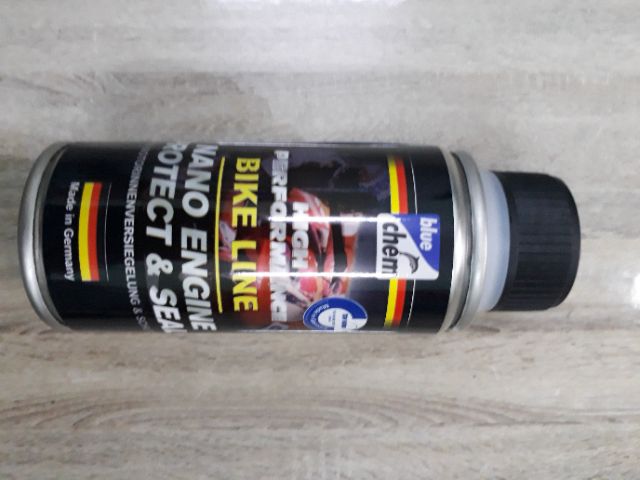 blue
chem
HIGH
PERFORMANCE
BIKE LINE
NANO ENGINE
PROTECT & SEAL
Made in Germany